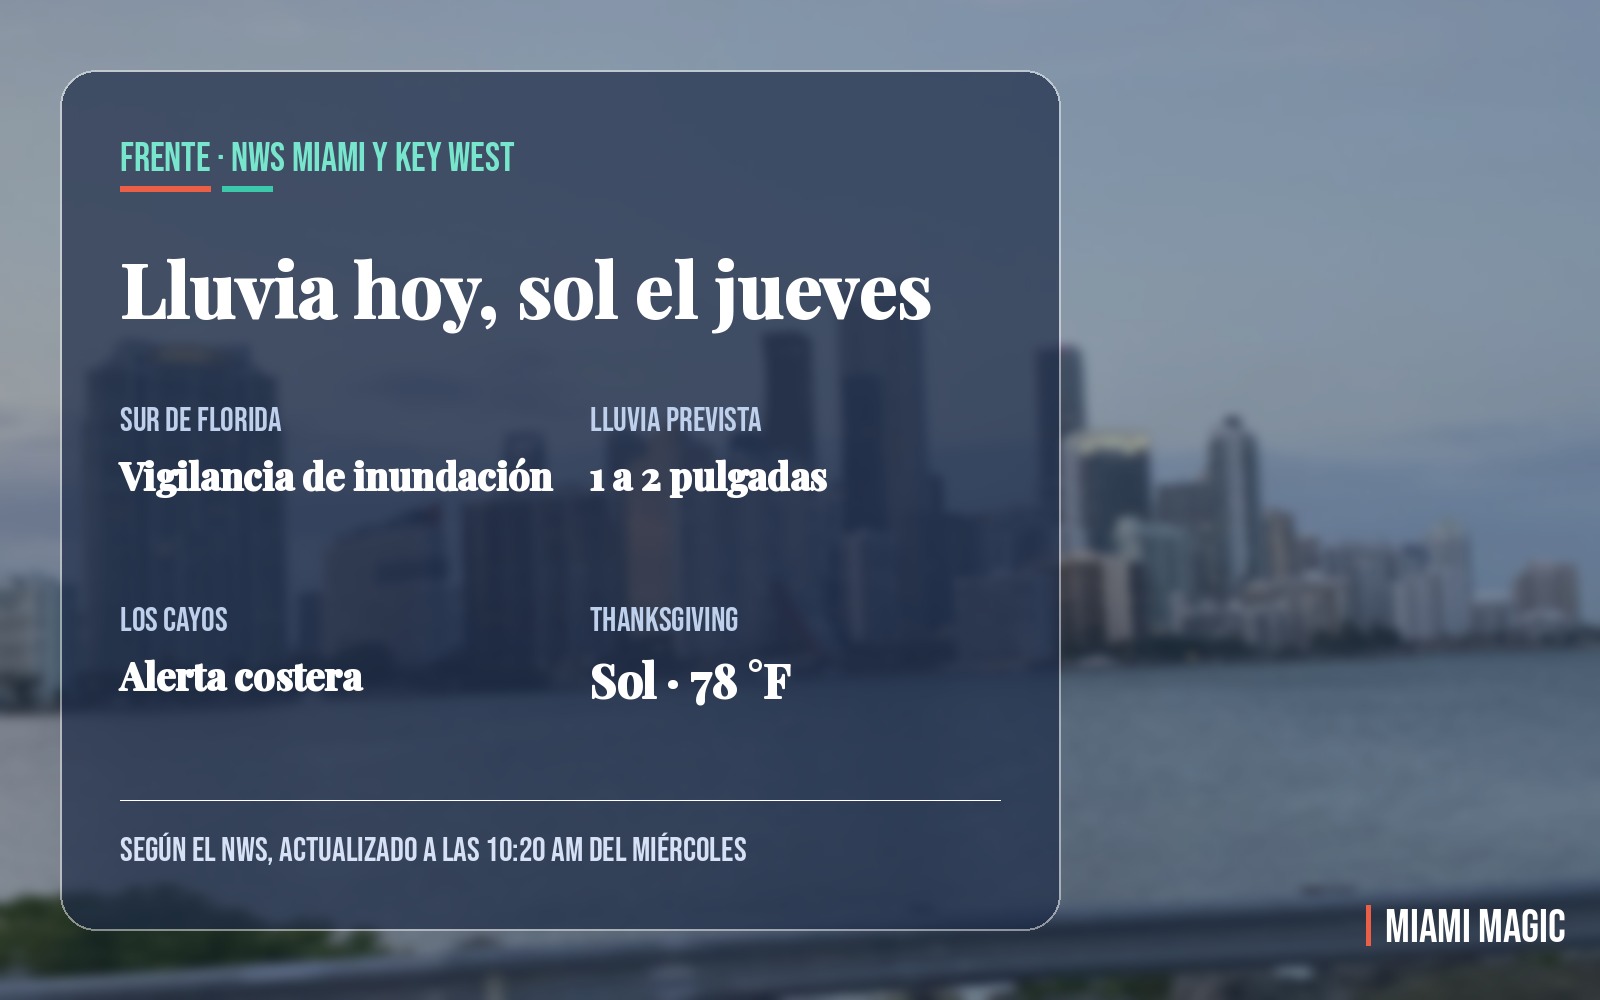 FRENTE · NWS MIAMI Y KEY WEST
Lluvia hoy, sol el jueves
SUR DE FLORIDA
Vigilancia de inundación
LLUVIA PREVISTA
1 a 2 pulgadas
LOS CAYOS
Alerta costera
THANKSGIVING
Sol · 78 °F
SEGÚN EL NWS, ACTUALIZADO A LAS 10:20 AM DEL MIÉRCOLES
MIAMI MAGIC